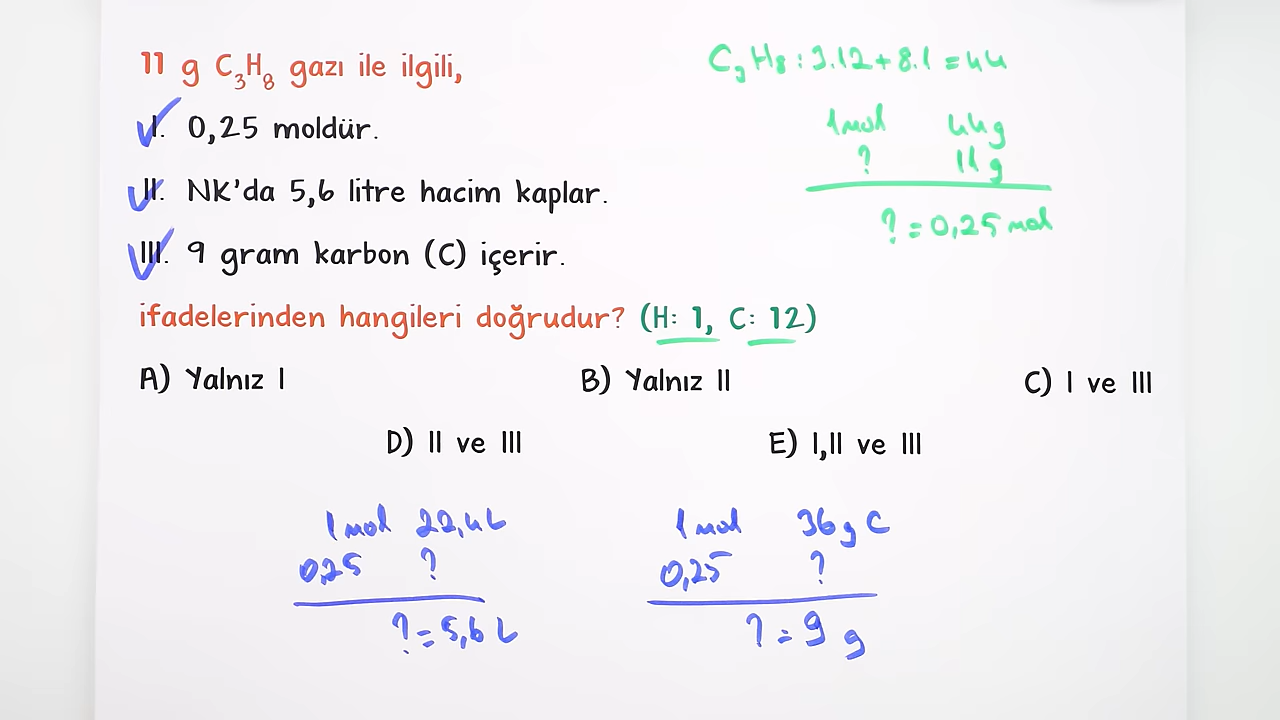 11 g C₃H₈ gazı ile ilgili,
I. 0,25 moldür.
II. NK'da 5,6 litre hacim kaplar.
III. 9 gram karbon (C) içerir.
ifadelerinden hangileri doğrudur? (H: 1, C: 12)
A) Yalnız I
B) Yalnız II
C) I ve III
D) II ve III
E) I,II ve III
C₃H₈ : 3.12 + 8.1 = 44
1 mol 44 g
? 11 g
? = 0,25 mol
1 mol 22,4 L
0,25 ?
? = 5,6 L
1 mol 36 g C
0,25 ?
? = 9 g